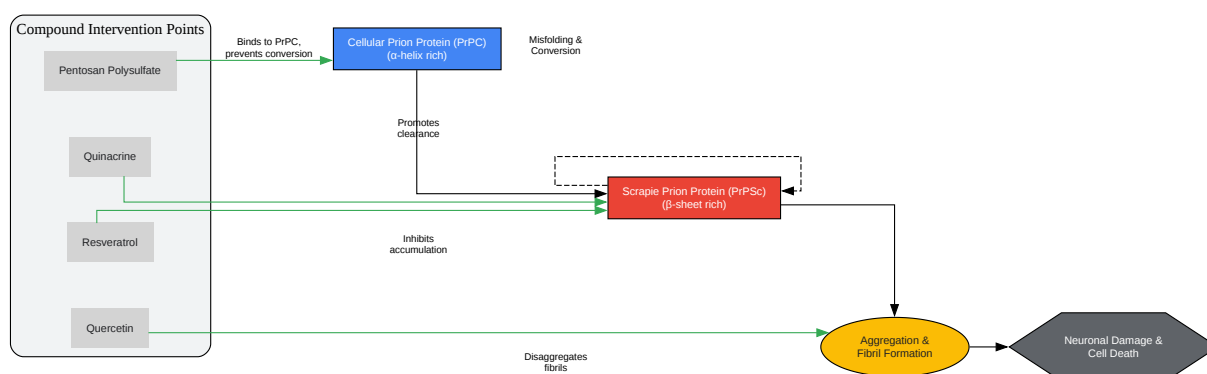 Compound Intervention Points
Pentosan Polysulfate
Binds to PrPC,
prevents conversion
Cellular Prion Protein (PrPC)
(α-helix rich)
Misfolding &
Conversion
Promotes
clearance
Quinacrine
Scrapie Prion Protein (PrPSc)
(β-sheet rich)
Resveratrol
Inhibits
accumulation
Quercetin
Disaggregates
fibrils
Aggregation &
Fibril Formation
Neuronal Damage &
Cell Death